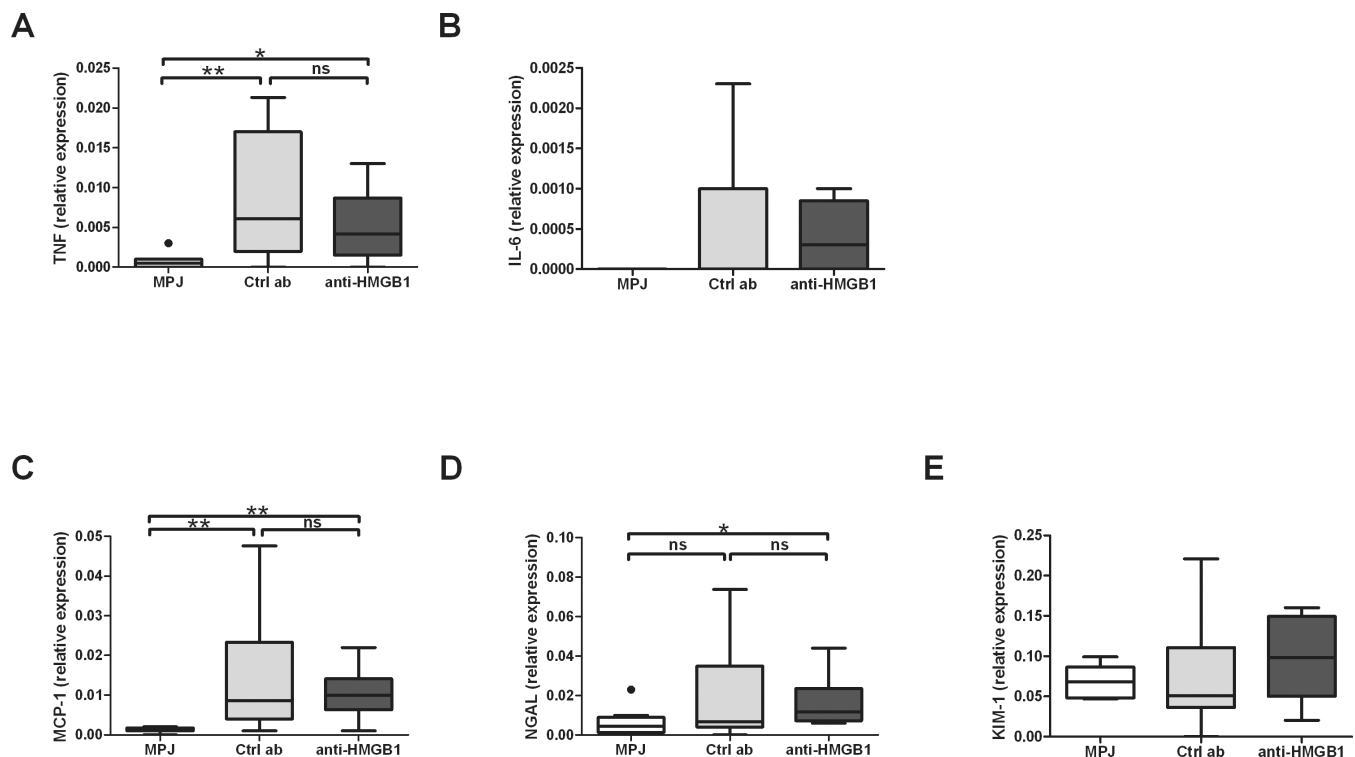 A
TNF (relative expression)
0.025
0.020
0.015
0.010
0.005
0.000
*
**
ns
MPJ
Ctrl ab
anti-HMGB1
B
IL-6 (relative expression)
0.0025
0.0020
0.0015
0.0010
0.0005
0.0000
MPJ
Ctrl ab
anti-HMGB1
C
MCP-1 (relative expression)
0.05
0.04
0.03
0.02
0.01
0.00
**
**
ns
MPJ
Ctrl ab
anti-HMGB1
D
NGAL (relative expression)
0.10
0.08
0.06
0.04
0.02
0.00
*
ns
ns
MPJ
Ctrl ab
anti-HMGB1
E
KIM-1 (relative expression)
0.25
0.20
0.15
0.10
0.05
0.00
MPJ
Ctrl ab
anti-HMGB1